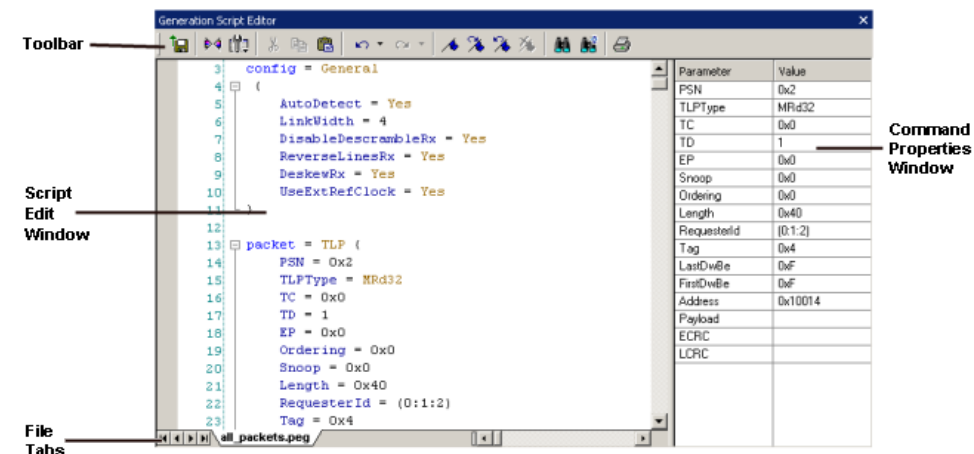 Generation Script Editor
Toolbar
3 config = General
4 {
5 AutoDetect = Yes
6 LinkWidth = 4
7 DisableDescrambleRx = Yes
8 ReverseLinesRx = Yes
9 DeskewRx = Yes
10 UseExtRefClock = Yes
11 }
12
13 packet = TLP {
14 PSN = 0x2
15 TLPType = MRd32
16 TC = 0x0
17 TD = 1
18 EP = 0x0
19 Ordering = 0x0
20 Snoop = 0x0
21 Length = 0x40
22 RequesterId = (0:1:2)
23 Tag = 0x4
all_packets.peg
Script
Edit
Window
File
Tabs
Parameter Value
PSN 0x2
TLPType MRd32
TC 0x0
TD 1
EP 0x0
Snoop 0x0
Ordering 0x0
Length 0x40
RequesterId (0:1:2)
Tag 0x4
LastDwBe 0xF
FirstDwBe 0xF
Address 0x10014
Payload
ECRC
LCRC
Command
Properties
Window